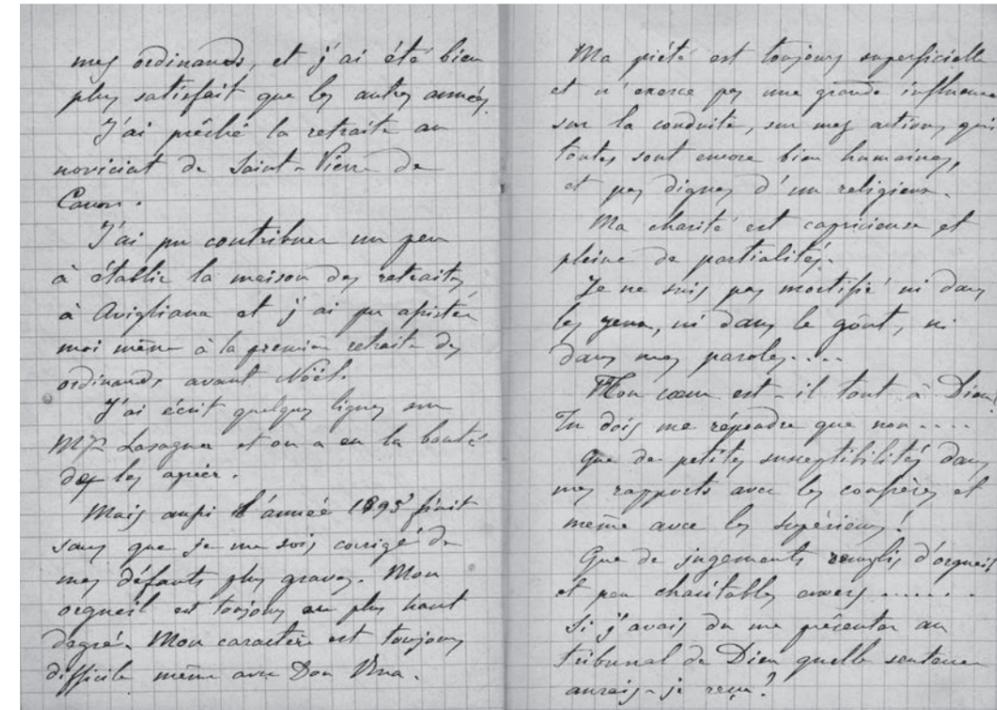 mes ordinands, et j'ai été bien
plus satisfait que les autres années.
J'ai prêché la retraite au
noviciat de Saint-Pierre de
Canon.
J'ai pu contribuer un peu
à établir la maison des retraites
à Avigliana et j'ai pu assister
moi même à la première retraite des
ordinands avant Noël.
J'ai écrit quelques lignes sur
Mgr Lasagna et on a eu la bonté
de les agréer.
Mais aussi l'année 1895 finit
sans que je me sois corrigé de
mes défauts plus graves. Mon
orgueil est toujours au plus haut
degré. Mon caractère est toujours
difficile même avec Don Rua.
Ma piété est toujours superficielle
et n'exerce pas une grande influence
sur la conduite, sur mes actions qui
toutes sont encore bien humaines,
et pas dignes d'un religieux.
Ma charité est capricieuse et
pleine de partialités.
Je ne suis pas mortifié ni dans
les yeux, ni dans le goût, ni
dans mes paroles....
Mon cœur est-il tout à Dieu?
Je dois me répondre que non....
Que de petites susceptibilités dans
mes rapports avec les confrères et
même avec les supérieurs!
Que de jugements remplis d'orgueil
et peu charitables envers.......
Si j'avais du me présenter au
tribunal de Dieu quelle sentence
aurais-je reçu?